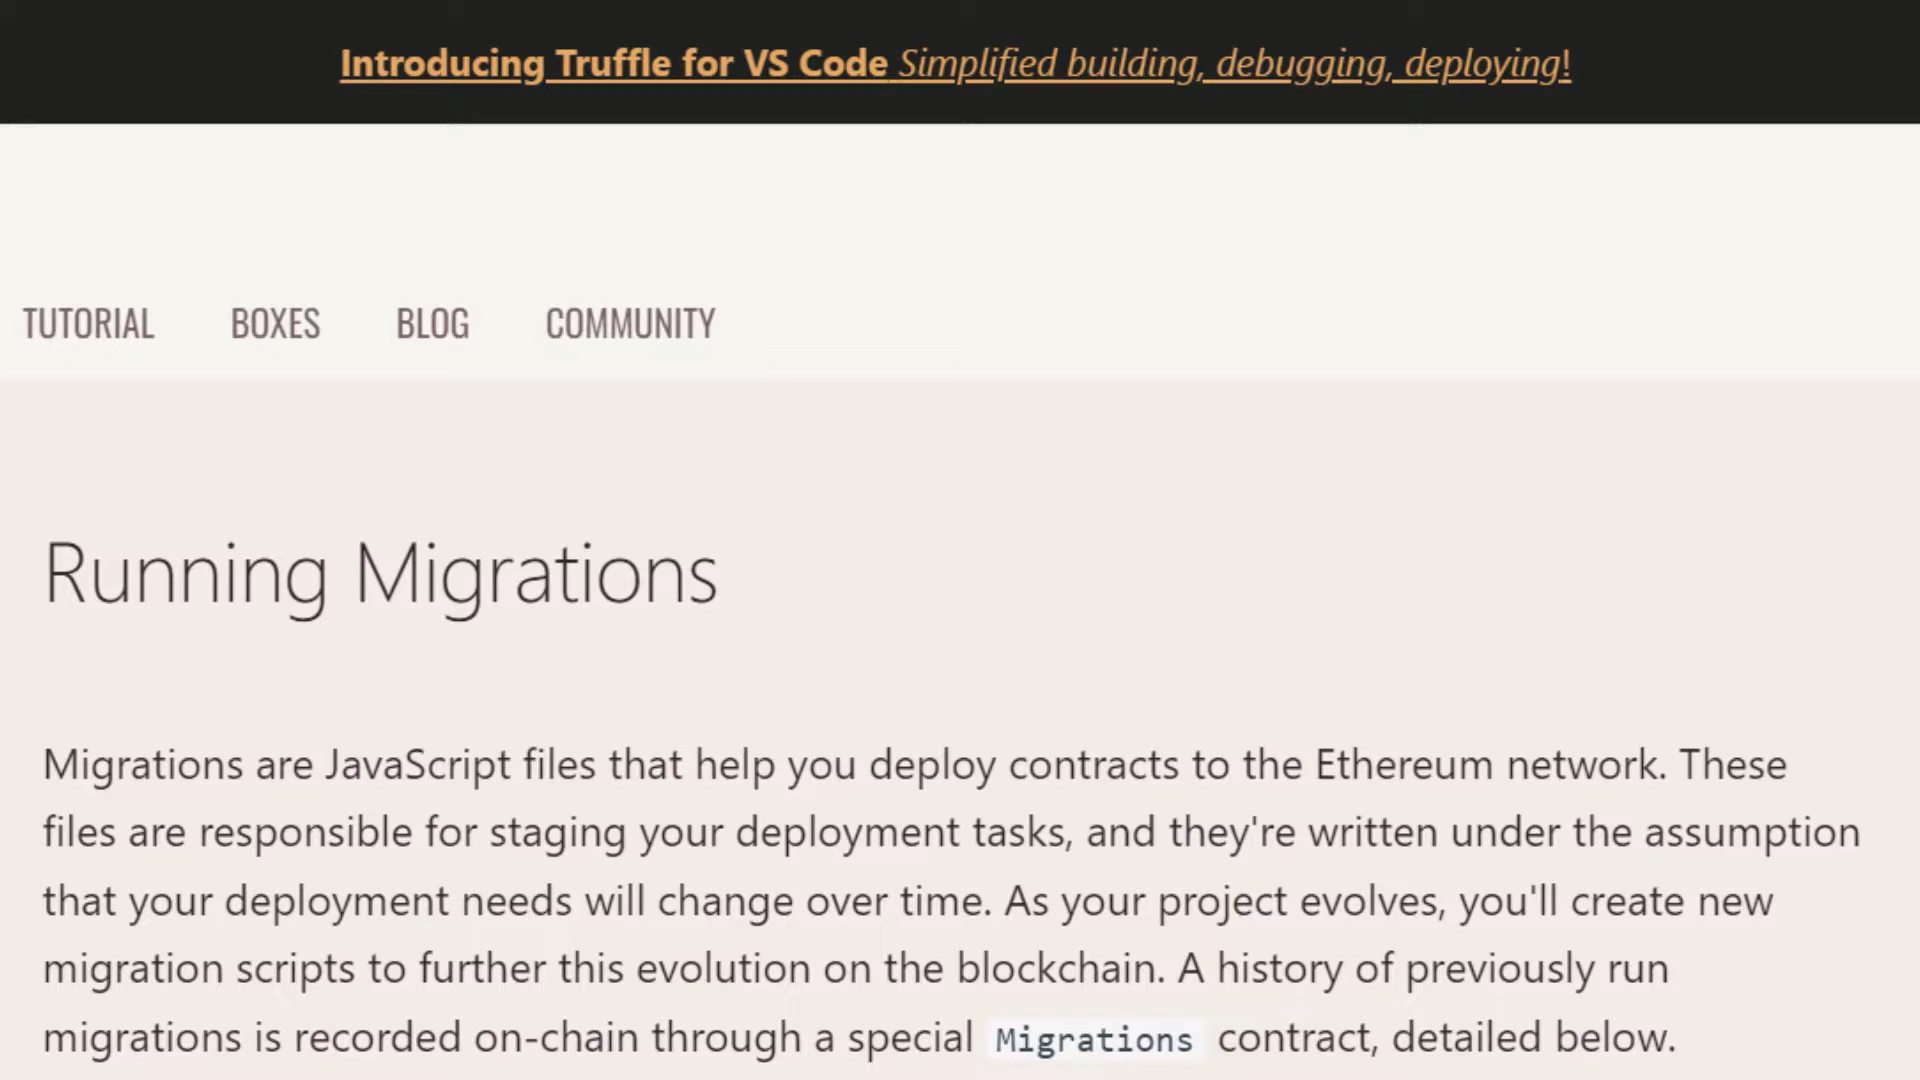 Introducing Truffle for VS Code Simplified building, debugging, deploying!
TUTORIAL BOXES BLOG COMMUNITY
Running Migrations
Migrations are JavaScript files that help you deploy contracts to the Ethereum network. These
files are responsible for staging your deployment tasks, and they're written under the assumption
that your deployment needs will change over time. As your project evolves, you'll create new
migration scripts to further this evolution on the blockchain. A history of previously run
migrations is recorded on-chain through a special Migrations contract, detailed below.